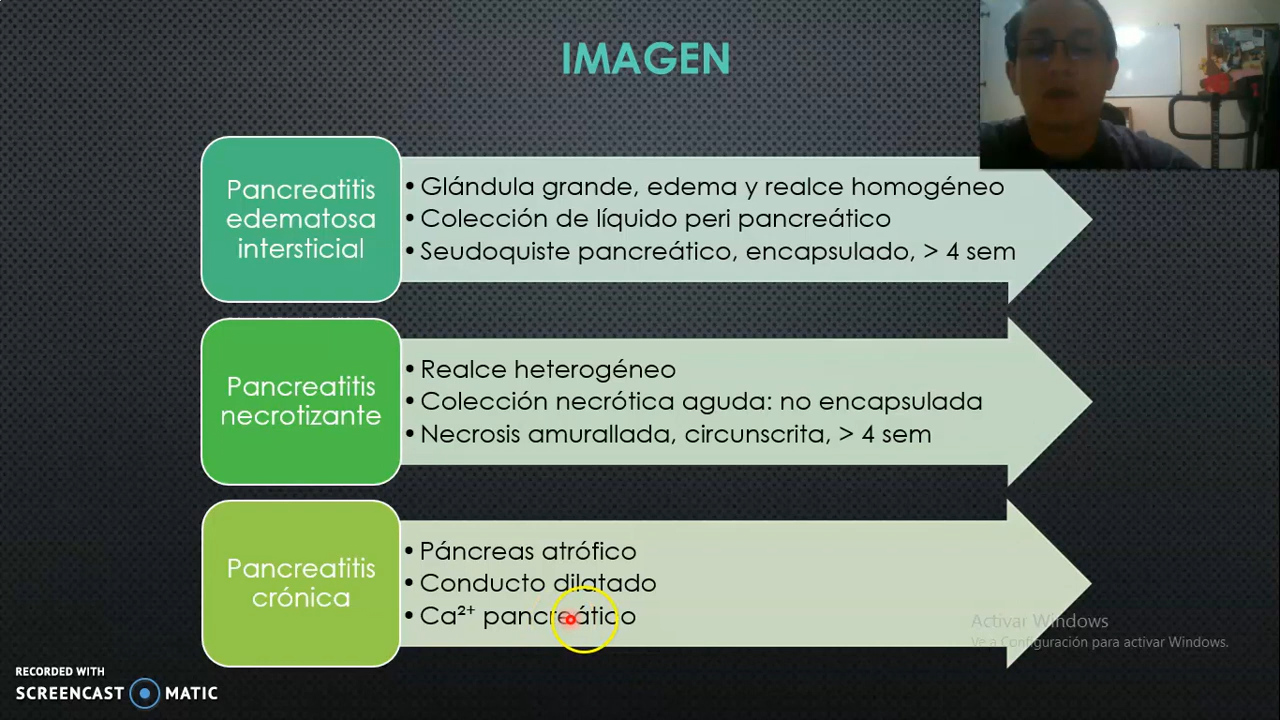 IMAGEN
Pancreatitis
edematosa
intersticial
• Glándula grande, edema y realce homogéneo
• Colección de líquido peri pancreático
• Seudoquiste pancreático, encapsulado, > 4 sem
Pancreatitis
necrotizante
• Realce heterogéneo
• Colección necrótica aguda: no encapsulada
• Necrosis amurallada, circunscrita, > 4 sem
Pancreatitis
crónica
• Páncreas atrófico
• Conducto dilatado
• Ca²⁺ pancreático
Activar Windows
Ve a Configuración para activar Windows.
RECORDED WITH
SCREENCAST MATIC